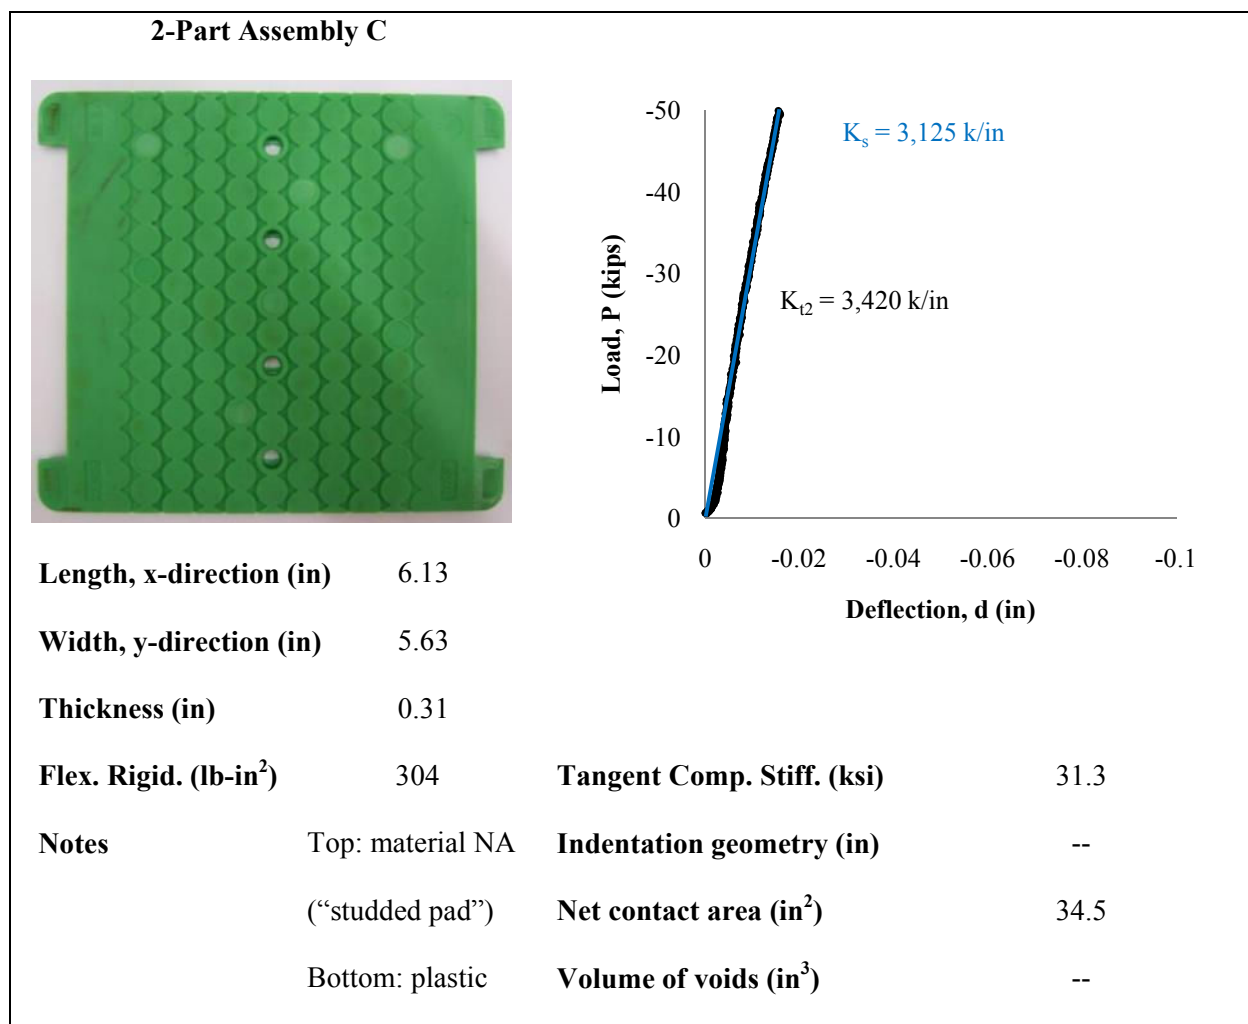 2-Part Assembly C
-50
-40
-30
-20
-10
0
Load, P (kips)
Ks = 3,125 k/in
Kt2 = 3,420 k/in
0 -0.02 -0.04 -0.06 -0.08 -0.1
Deflection, d (in)
Length, x-direction (in) 6.13
Width, y-direction (in) 5.63
Thickness (in) 0.31
Flex. Rigid. (lb-in²) 304 Tangent Comp. Stiff. (ksi) 31.3
Notes Top: material NA Indentation geometry (in) --
(“studded pad”) Net contact area (in²) 34.5
Bottom: plastic Volume of voids (in³) --